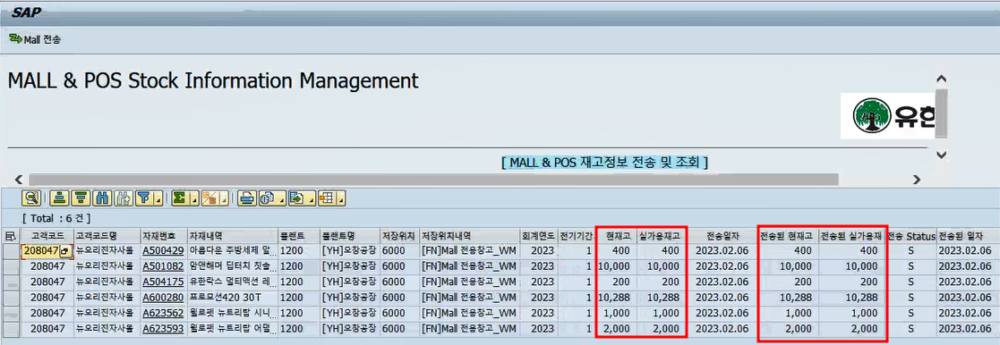 SAP
Mall 전송
MALL & POS Stock Information Management
유한
[ MALL & POS 재고정보 전송 및 조회 ]
[ Total : 6 건 ]
고객코드 고객코드명 자재번호 자재내역 플랜트 플랜트명 저장위치 저장위치내역 회계연도 전기기간 현재고 실가용재고 전송일자 전송된 현재고 전송된 실가용재 전송 Status 전송된 일자
208047 뉴오리진자사몰 A500429 아름다운 주방세제 알... 1200 [YH]오창공장 6000 [FN]Mall 전용창고_WM 2023 1 400 400 2023.02.06 400 400 S 2023.02.06
208047 뉴오리진자사몰 A501082 암앤해머 딥터치 칫솔... 1200 [YH]오창공장 6000 [FN]Mall 전용창고_WM 2023 1 10,000 10,000 2023.02.06 10,000 10,000 S 2023.02.06
208047 뉴오리진자사몰 A504175 유한락스 멀티액션 레... 1200 [YH]오창공장 6000 [FN]Mall 전용창고_WM 2023 1 200 200 2023.02.06 200 200 S 2023.02.06
208047 뉴오리진자사몰 A600280 프로모션420 30T 1200 [YH]오창공장 6000 [FN]Mall 전용창고_WM 2023 1 10,288 10,288 2023.02.06 10,288 10,288 S 2023.02.06
208047 뉴오리진자사몰 A623562 윌로펫 뉴트리탑 시니... 1200 [YH]오창공장 6000 [FN]Mall 전용창고_WM 2023 1 1,000 1,000 2023.02.06 1,000 1,000 S 2023.02.06
208047 뉴오리진자사몰 A623593 윌로펫 뉴트리탑 어덜... 1200 [YH]오창공장 6000 [FN]Mall 전용창고_WM 2023 1 2,000 2,000 2023.02.06 2,000 2,000 S 2023.02.06